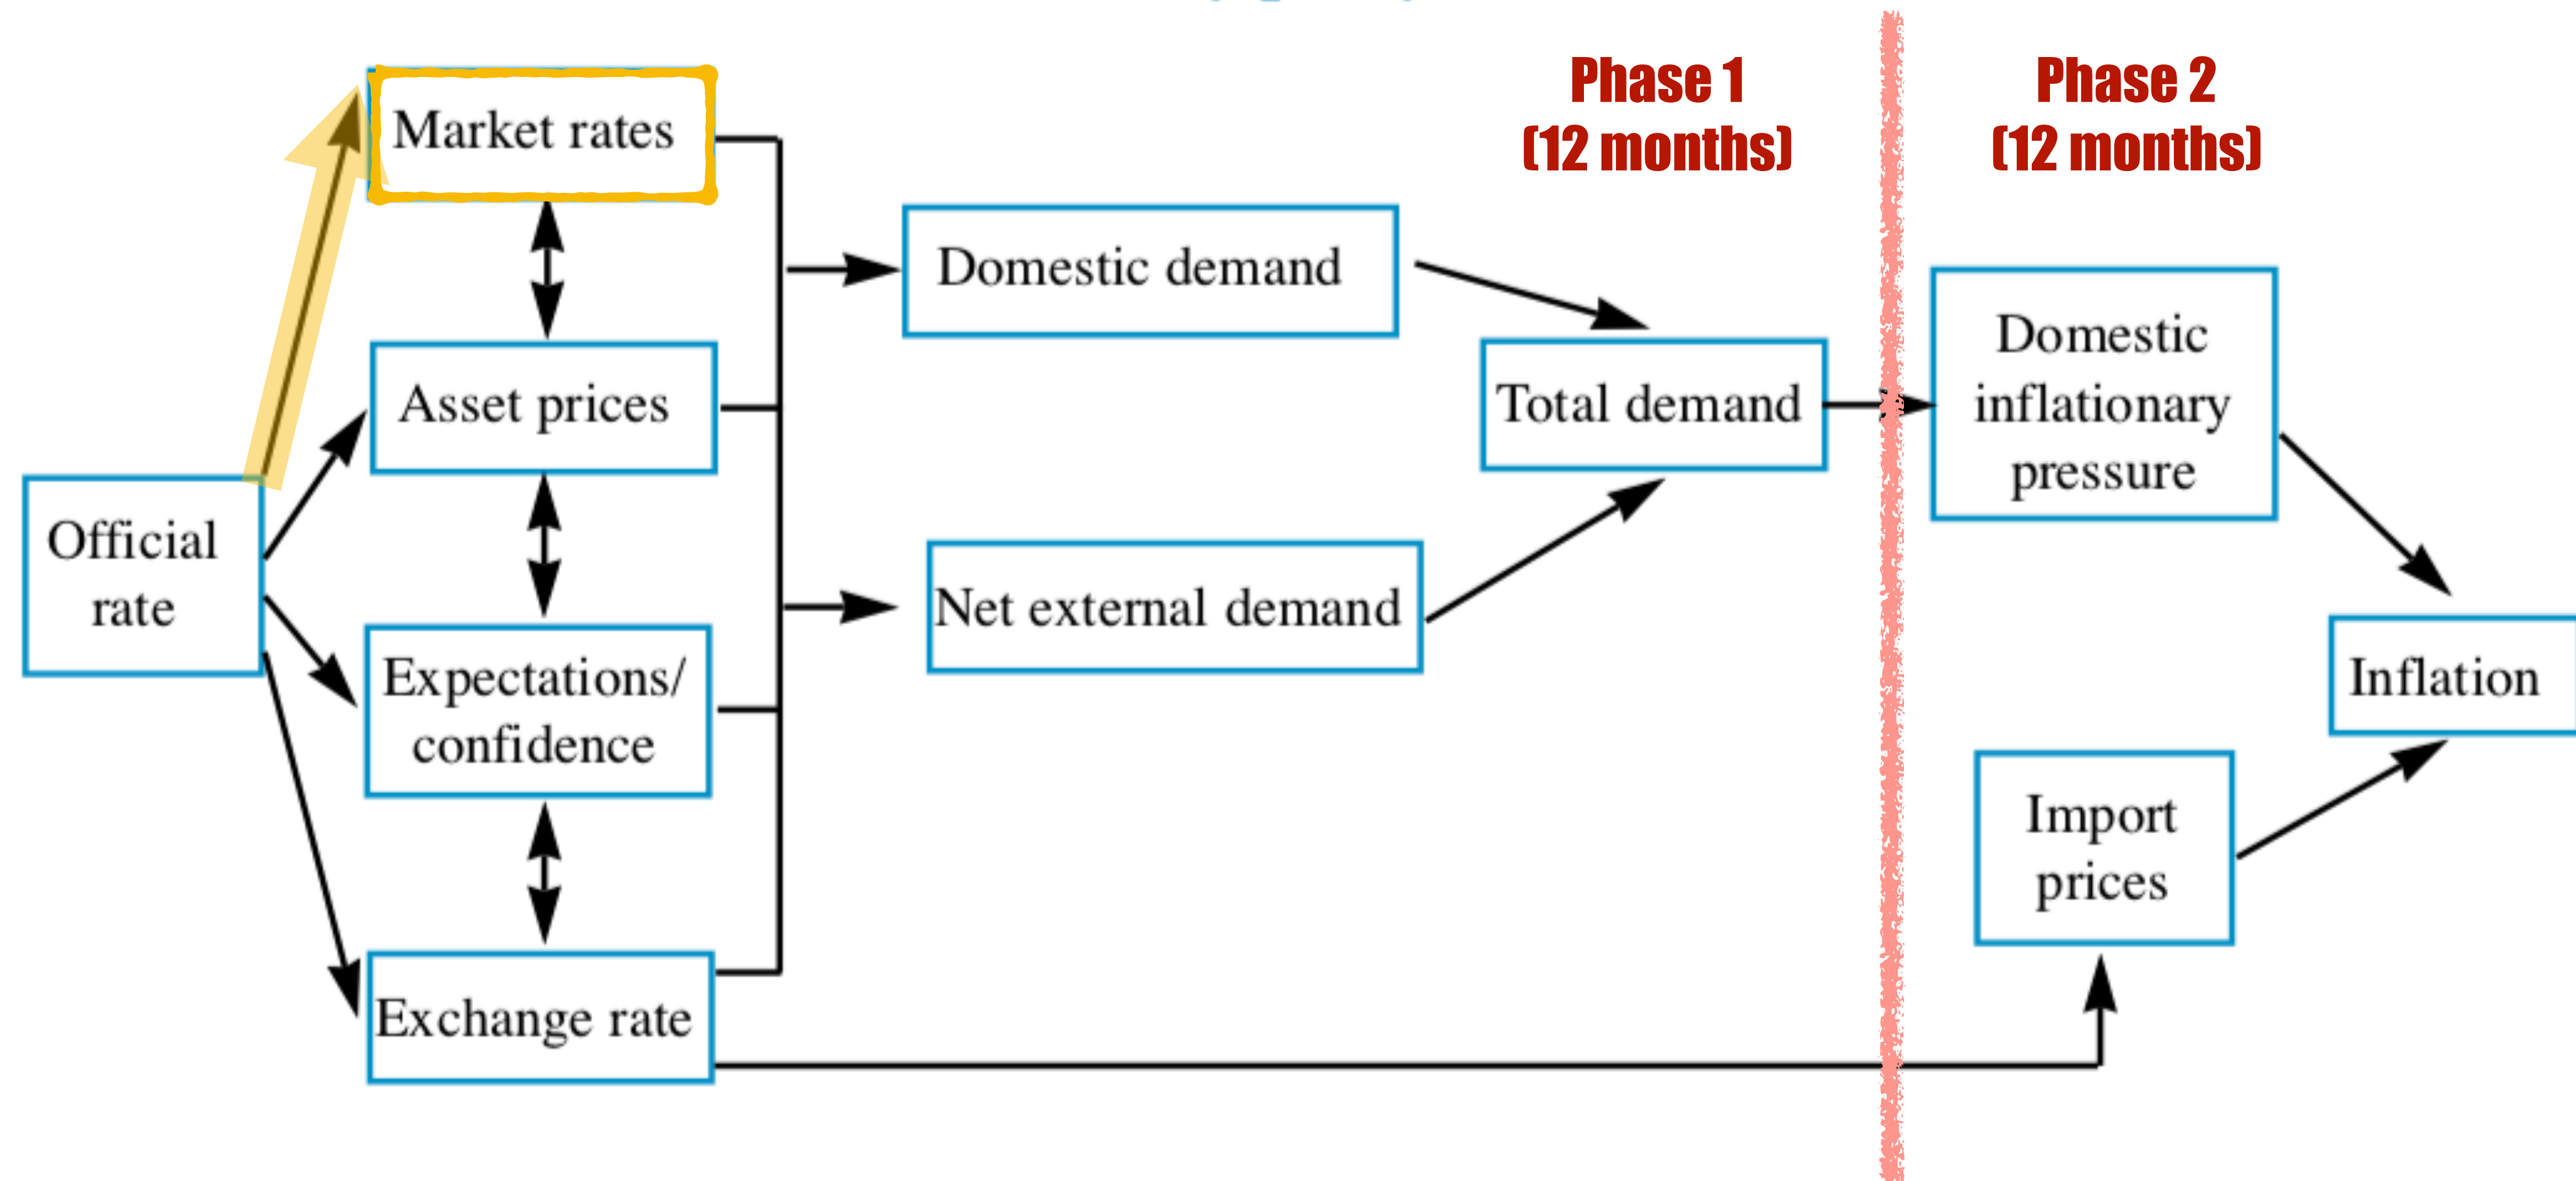 Phase 1
(12 months)
Phase 2
(12 months)
Market rates
Asset prices
Official
rate
Expectations/
confidence
Exchange rate
Domestic demand
Net external demand
Total demand
Domestic
inflationary
pressure
Inflation
Import
prices